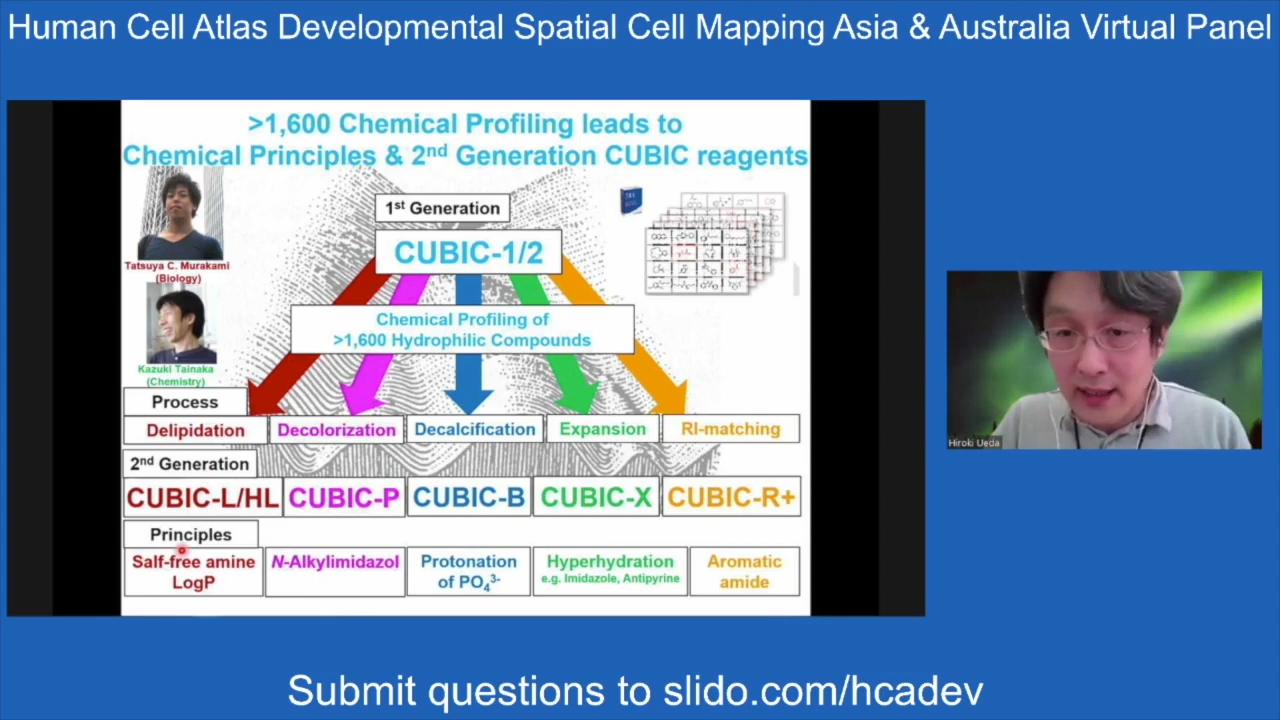 Human Cell Atlas Developmental Spatial Cell Mapping Asia & Australia Virtual Panel
>1,600 Chemical Profiling leads to
Chemical Principles & 2nd Generation CUBIC reagents
Tatsuya C. Murakami
(Biology)
Kazuki Tainaka
(Chemistry)
1st Generation
CUBIC-1/2
Chemical Profiling of
>1,600 Hydrophilic Compounds
Process
Delipidation Decolorization Decalcification Expansion RI-matching
2nd Generation
CUBIC-L/HL CUBIC-P CUBIC-B CUBIC-X CUBIC-R+
Principles
Salf-free amine
LogP
N-Alkylimidazol
Protonation
of PO₄³⁻
Hyperhydration
e.g. Imidazole, Antipyrine
Aromatic
amide
Hiroki Ueda
Submit questions to slido.com/hcadev